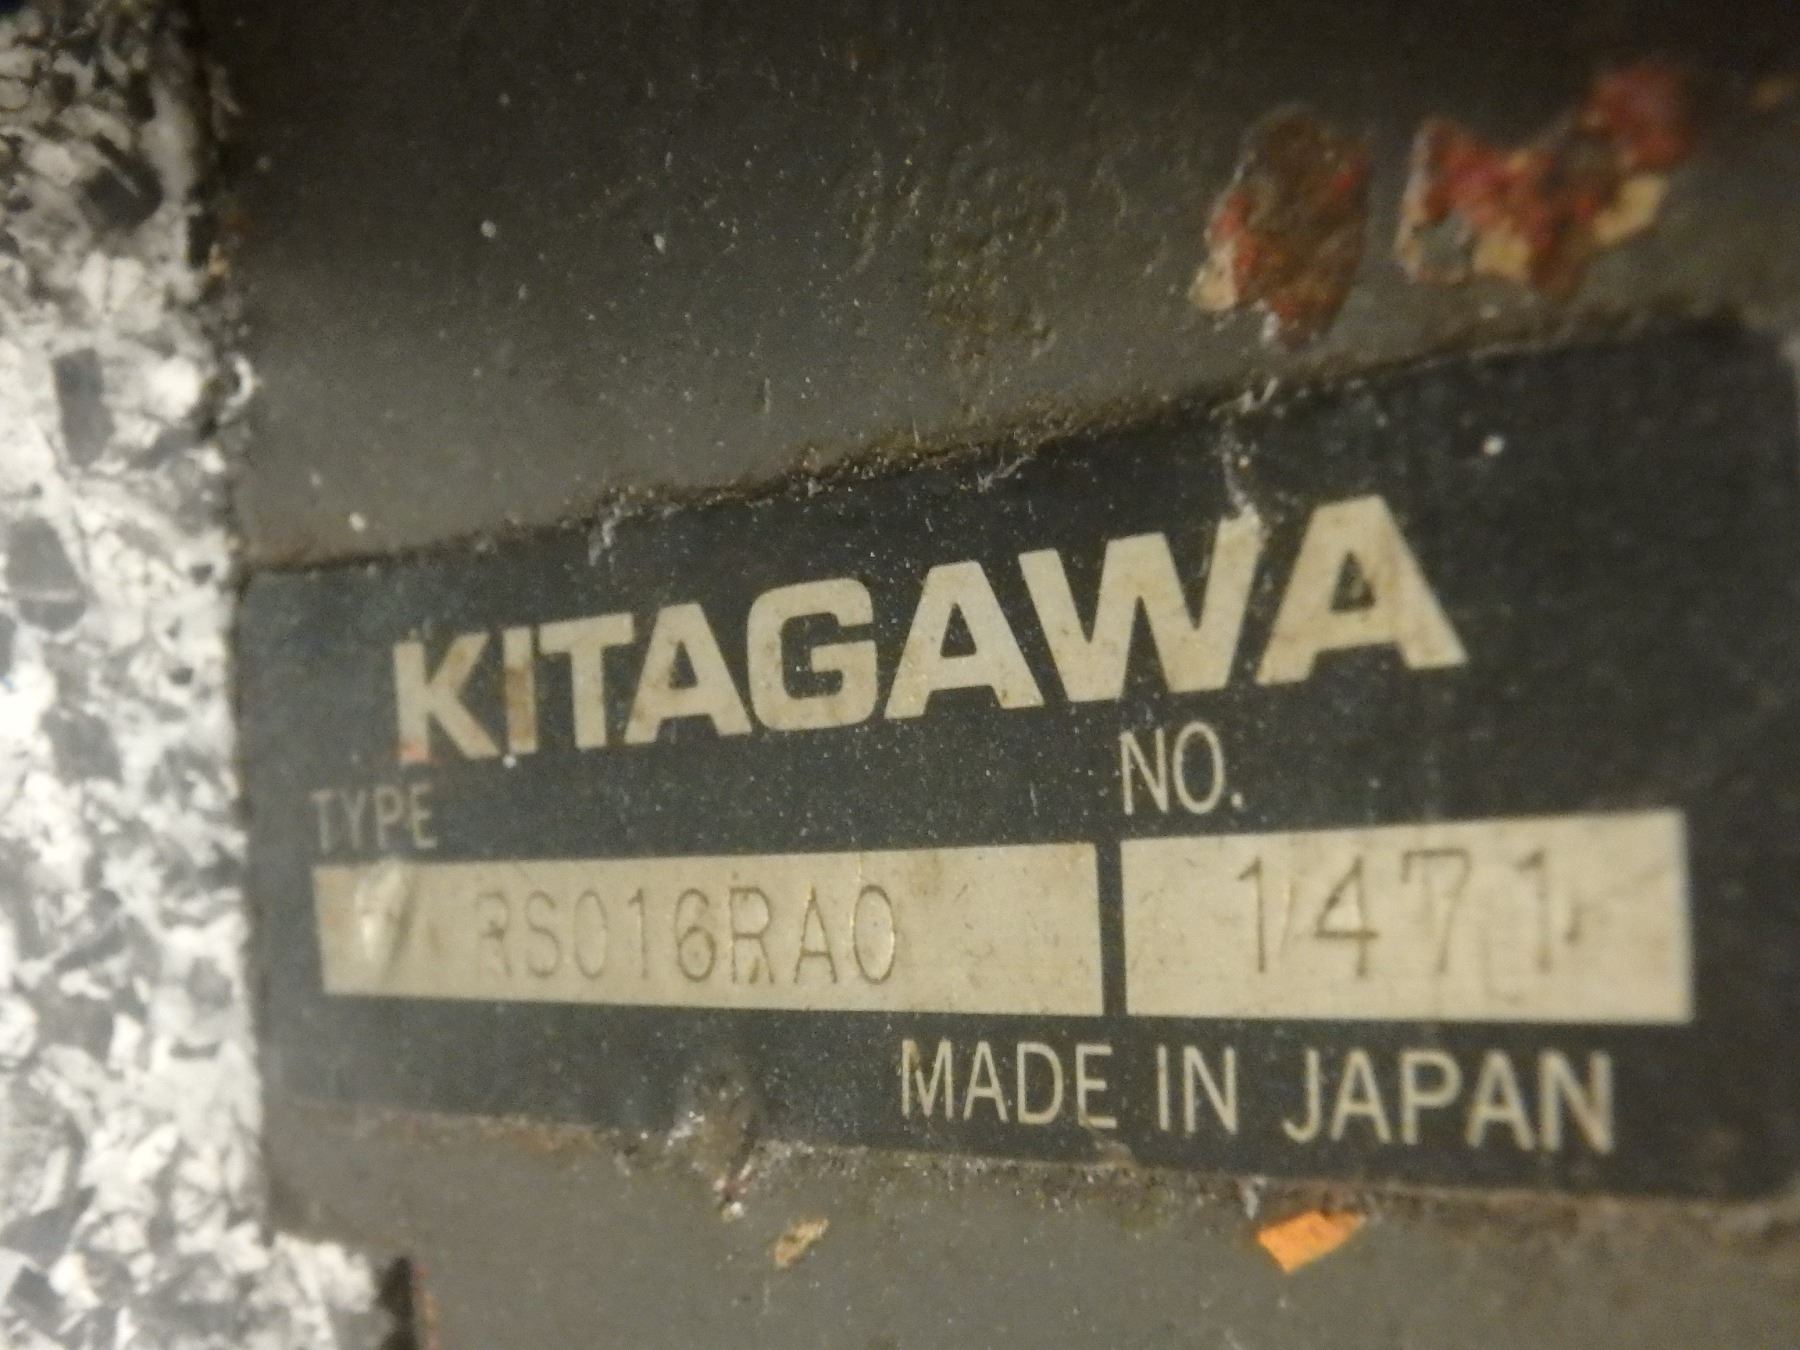 KITAGAWA
TYPE NO.
RS016RA0 1471
MADE IN JAPAN